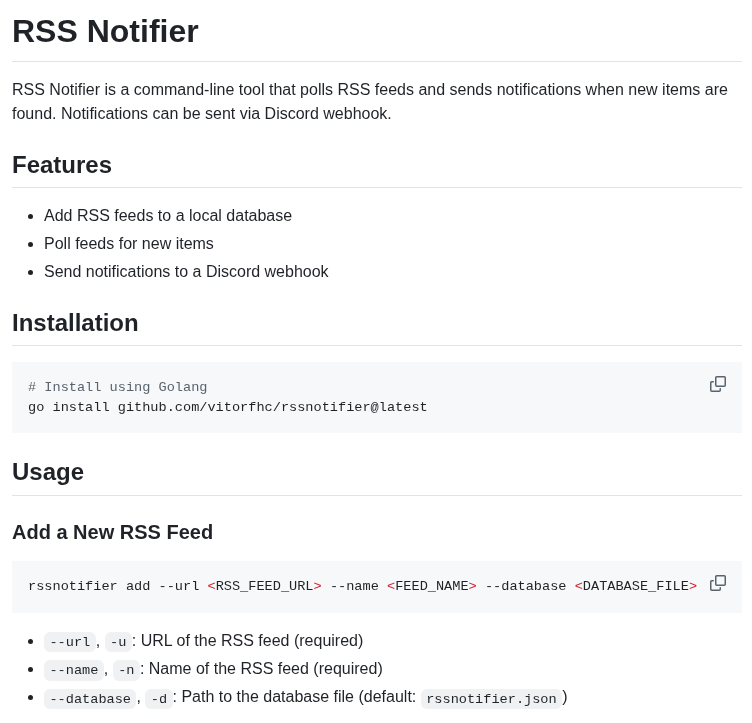 RSS Notifier
RSS Notifier is a command-line tool that polls RSS feeds and sends notifications when new items are
found. Notifications can be sent via Discord webhook.
Features
Add RSS feeds to a local database
Poll feeds for new items
Send notifications to a Discord webhook
Installation
# Install using Golang
go install github.com/vitorfhc/rssnotifier@latest
Usage
Add a New RSS Feed
rssnotifier add --url <RSS_FEED_URL> --name <FEED_NAME> --database <DATABASE_FILE>
--url, -u: URL of the RSS feed (required)
--name, -n: Name of the RSS feed (required)
--database, -d: Path to the database file (default: rssnotifier.json)